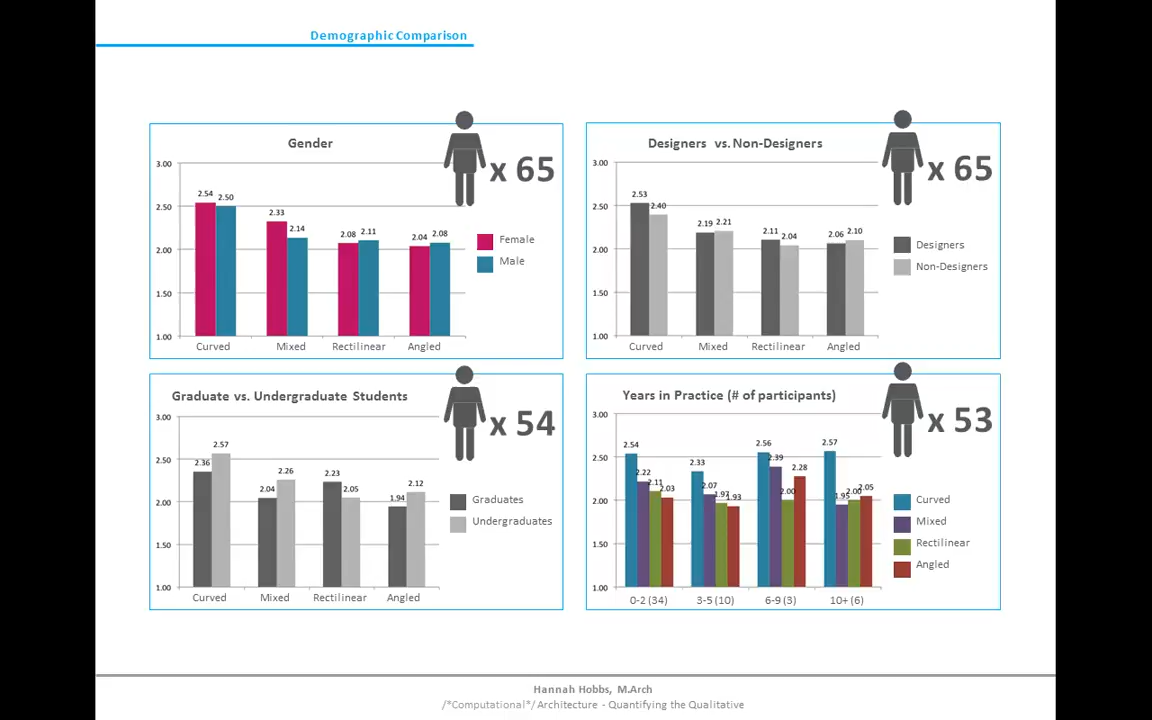 Demographic Comparison
Gender
x 65
3.00
2.50
2.00
1.50
1.00
2.54 2.50
2.33 2.14
2.08 2.11
2.04 2.08
Curved Mixed Rectilinear Angled
Female
Male
Designers vs. Non-Designers
x 65
3.00
2.50
2.00
1.50
1.00
2.53 2.40
2.19 2.21
2.11 2.04
2.06 2.10
Curved Mixed Rectilinear Angled
Designers
Non-Designers
Graduate vs. Undergraduate Students
x 54
3.00
2.50
2.00
1.50
1.00
2.36 2.57
2.04 2.26
2.23 2.05
1.94 2.12
Curved Mixed Rectilinear Angled
Graduates
Undergraduates
Years in Practice (# of participants)
x 53
3.00
2.50
2.00
1.50
1.00
2.54 2.22 2.11 2.03
2.33 2.07 1.97 1.93
2.56 2.39 2.00 2.28
2.57 1.95 2.00 2.05
0-2 (34) 3-5 (10) 6-9 (3) 10+ (6)
Curved
Mixed
Rectilinear
Angled
Hannah Hobbs, M.Arch
/*Computational*/ Architecture - Quantifying the Qualitative